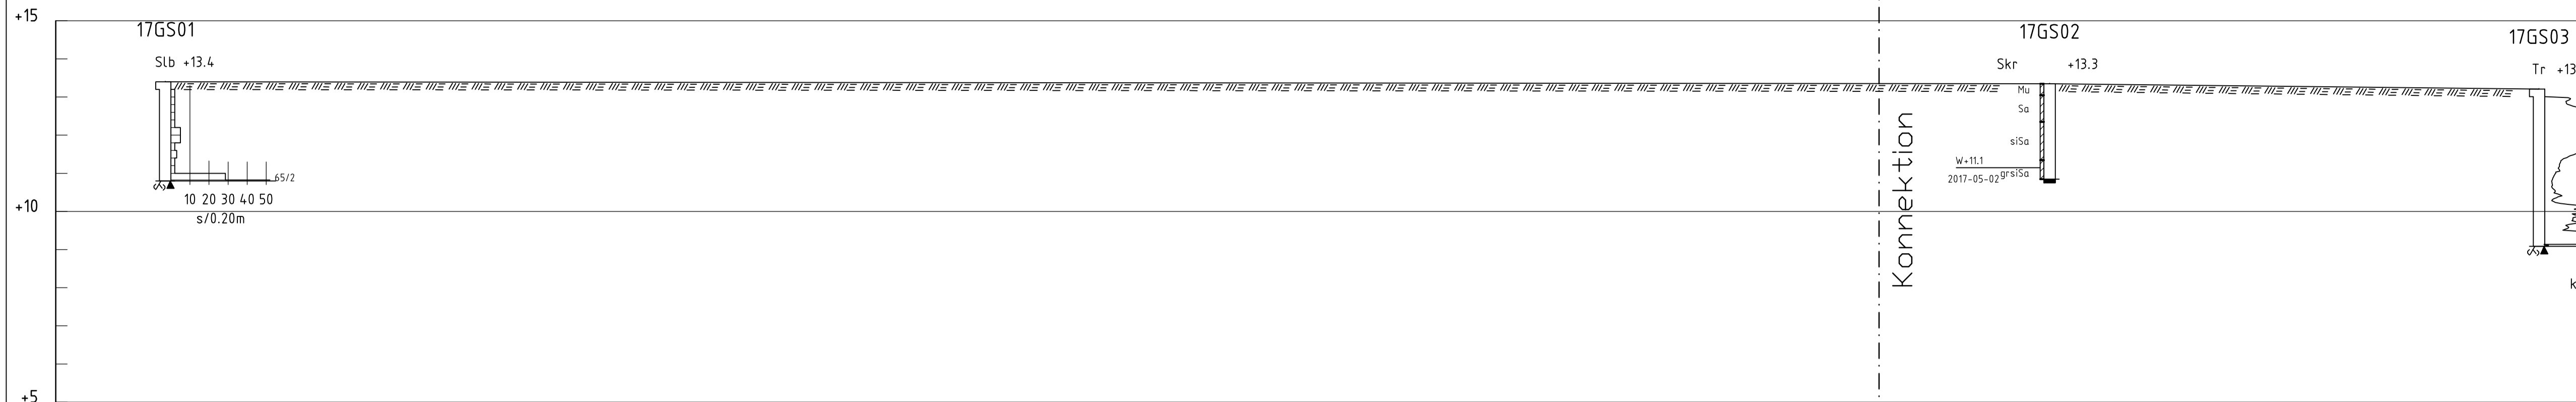 +15
17GS01
17GS02
17GS03
Slb +13.4
Skr +13.3
Tr +13
Mu
Sa
siSa
W+11.1
grsiSa
2017-05-02
65/2
10 20 30 40 50
s/0.20m
+10
Konnektion
k
+5